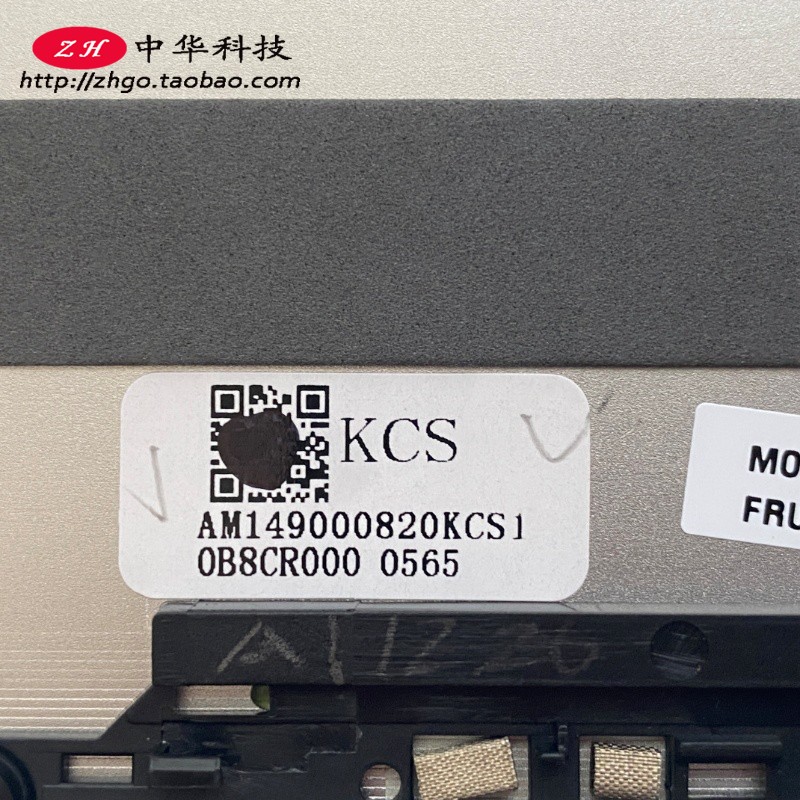 ZH 中华科技
http://zhgo.taobao.com
KCS
AM149000820KCS1
0B8CR000 0565
MO
FRU